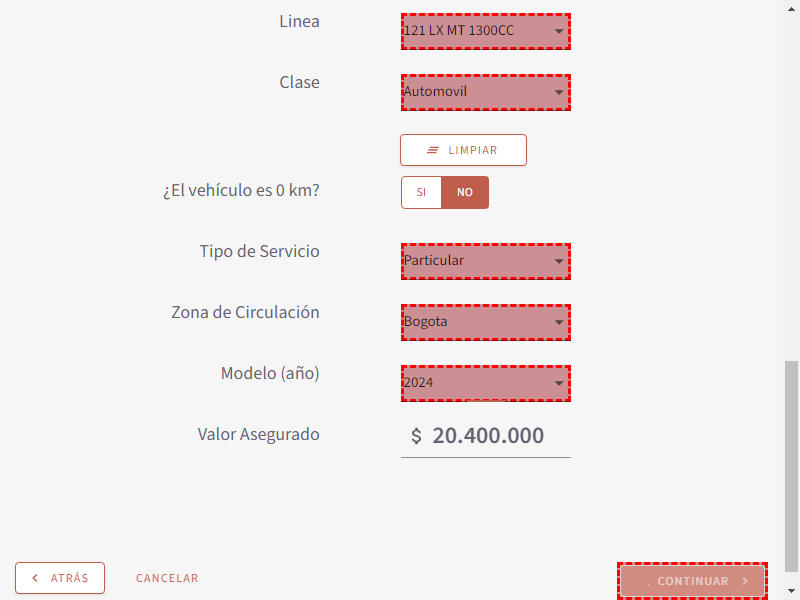 Linea
121 LX MT 1300CC
Clase
Automovil
LIMPIAR
¿El vehículo es 0 km?
SI NO
Tipo de Servicio
Particular
Zona de Circulación
Bogota
Modelo (año)
2024
Valor Asegurado
$ 20.400.000
ATRÁS
CANCELAR
CONTINUAR